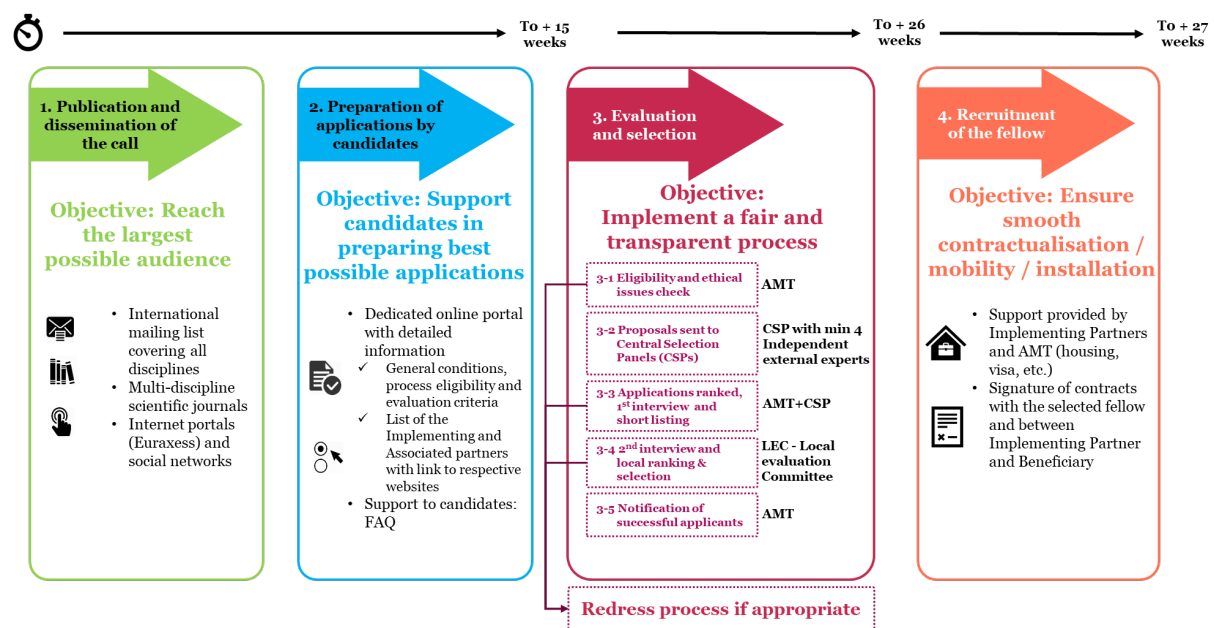 To + 15
weeks
To + 26
weeks
To + 27
weeks
1. Publication and
dissemination of
the call
Objective: Reach
the largest
possible audience
• International
mailing list
covering all
disciplines
• Multi-discipline
scientific journals
• Internet portals
(Euraxess) and
social networks
2. Preparation of
applications by
candidates
Objective: Support
candidates in
preparing best
possible applications
• Dedicated online portal
with detailed
information
✓ General conditions,
process eligibility and
evaluation criteria
✓ List of the
Implementing and
Associated partners
with link to respective
websites
• Support to candidates:
FAQ
3. Evaluation
and selection
Objective:
Implement a fair and
transparent process
3-1 Eligibility and ethical
issues check
AMT
3-2 Proposals sent to
Central Selection
Panels (CSPs)
CSP with min 4
Independent
external experts
3-3 Applications ranked,
1st interview and
short listing
AMT+CSP
3-4 2nd interview and
local ranking &
selection
LEC - Local
evaluation
Committee
3-5 Notification of
successful applicants
AMT
Redress process if appropriate
4. Recruitment
of the fellow
Objective: Ensure
smooth
contractualisation /
mobility / installation
• Support provided by
Implementing Partners
and AMT (housing,
visa, etc.)
• Signature of contracts
with the selected fellow
and between
Implementing Partner
and Beneficiary